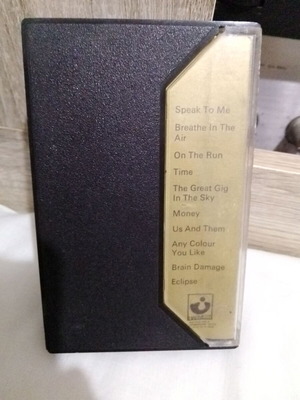 Speak To Me
Breathe In The
Air
On The Run
Time
The Great Gig
In The Sky
Money
Us And Them
Any Colour
You Like
Brain Damage
Eclipse